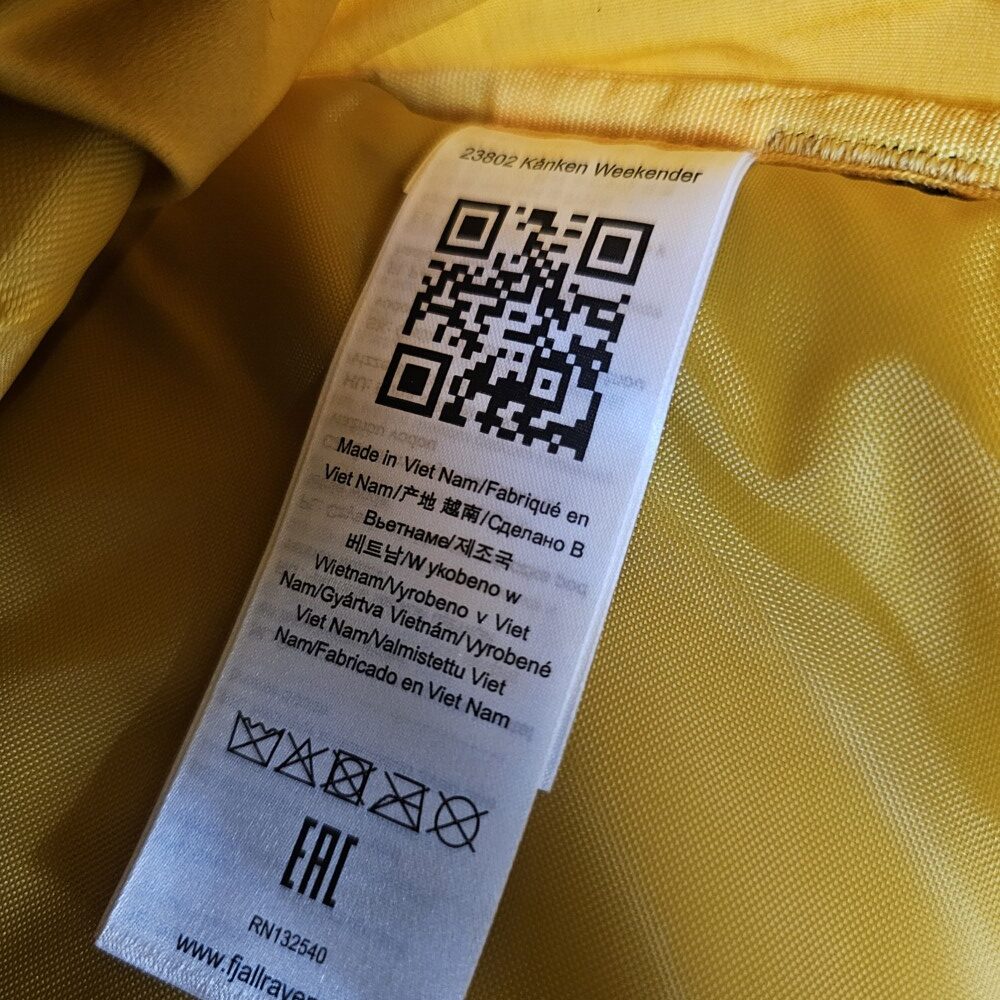 23802 Kånken Weekender
Made in Viet Nam/Fabriqué en
Viet Nam/产地 越南/Сделано В
Вьетнаме/제조국
베트남/Wykobeno w
Wietnam/Vyrobeno v Viet
Nam/Gyártva Vietnám/Vyrobené
Viet Nam/Valmistettu Viet
Nam/Fabricado en Viet Nam
EAC
RN132540
www.fjallraven